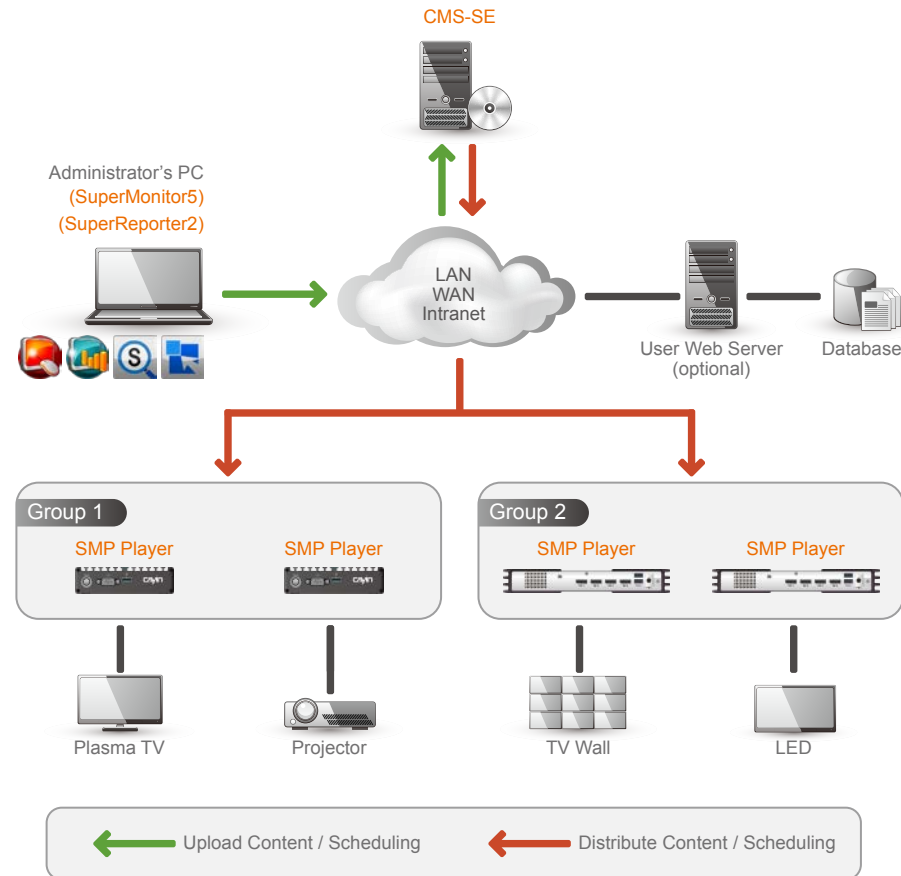 CMS-SE
Administrator's PC
(SuperMonitor5)
(SuperReporter2)
LAN
WAN
Intranet
S
User Web Server
(optional)
Database
Group 1
SMP Player
SMP Player
CAYIN
CAYIN
Group 2
SMP Player
SMP Player
Plasma TV
Projector
TV Wall
LED
Upload Content / Scheduling
Distribute Content / Scheduling